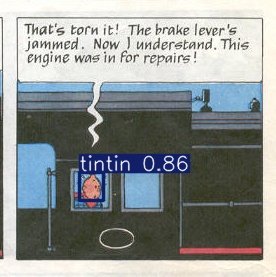 That's torn it! The brake lever's
jammed. Now I understand. This
engine was in for repairs!
tintin 0.86